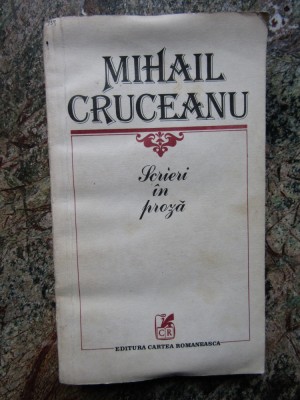 MIHAIL
CRUCEANU
Scrieri
în
proză
CR
EDITURA CARTEA ROMANEASCA